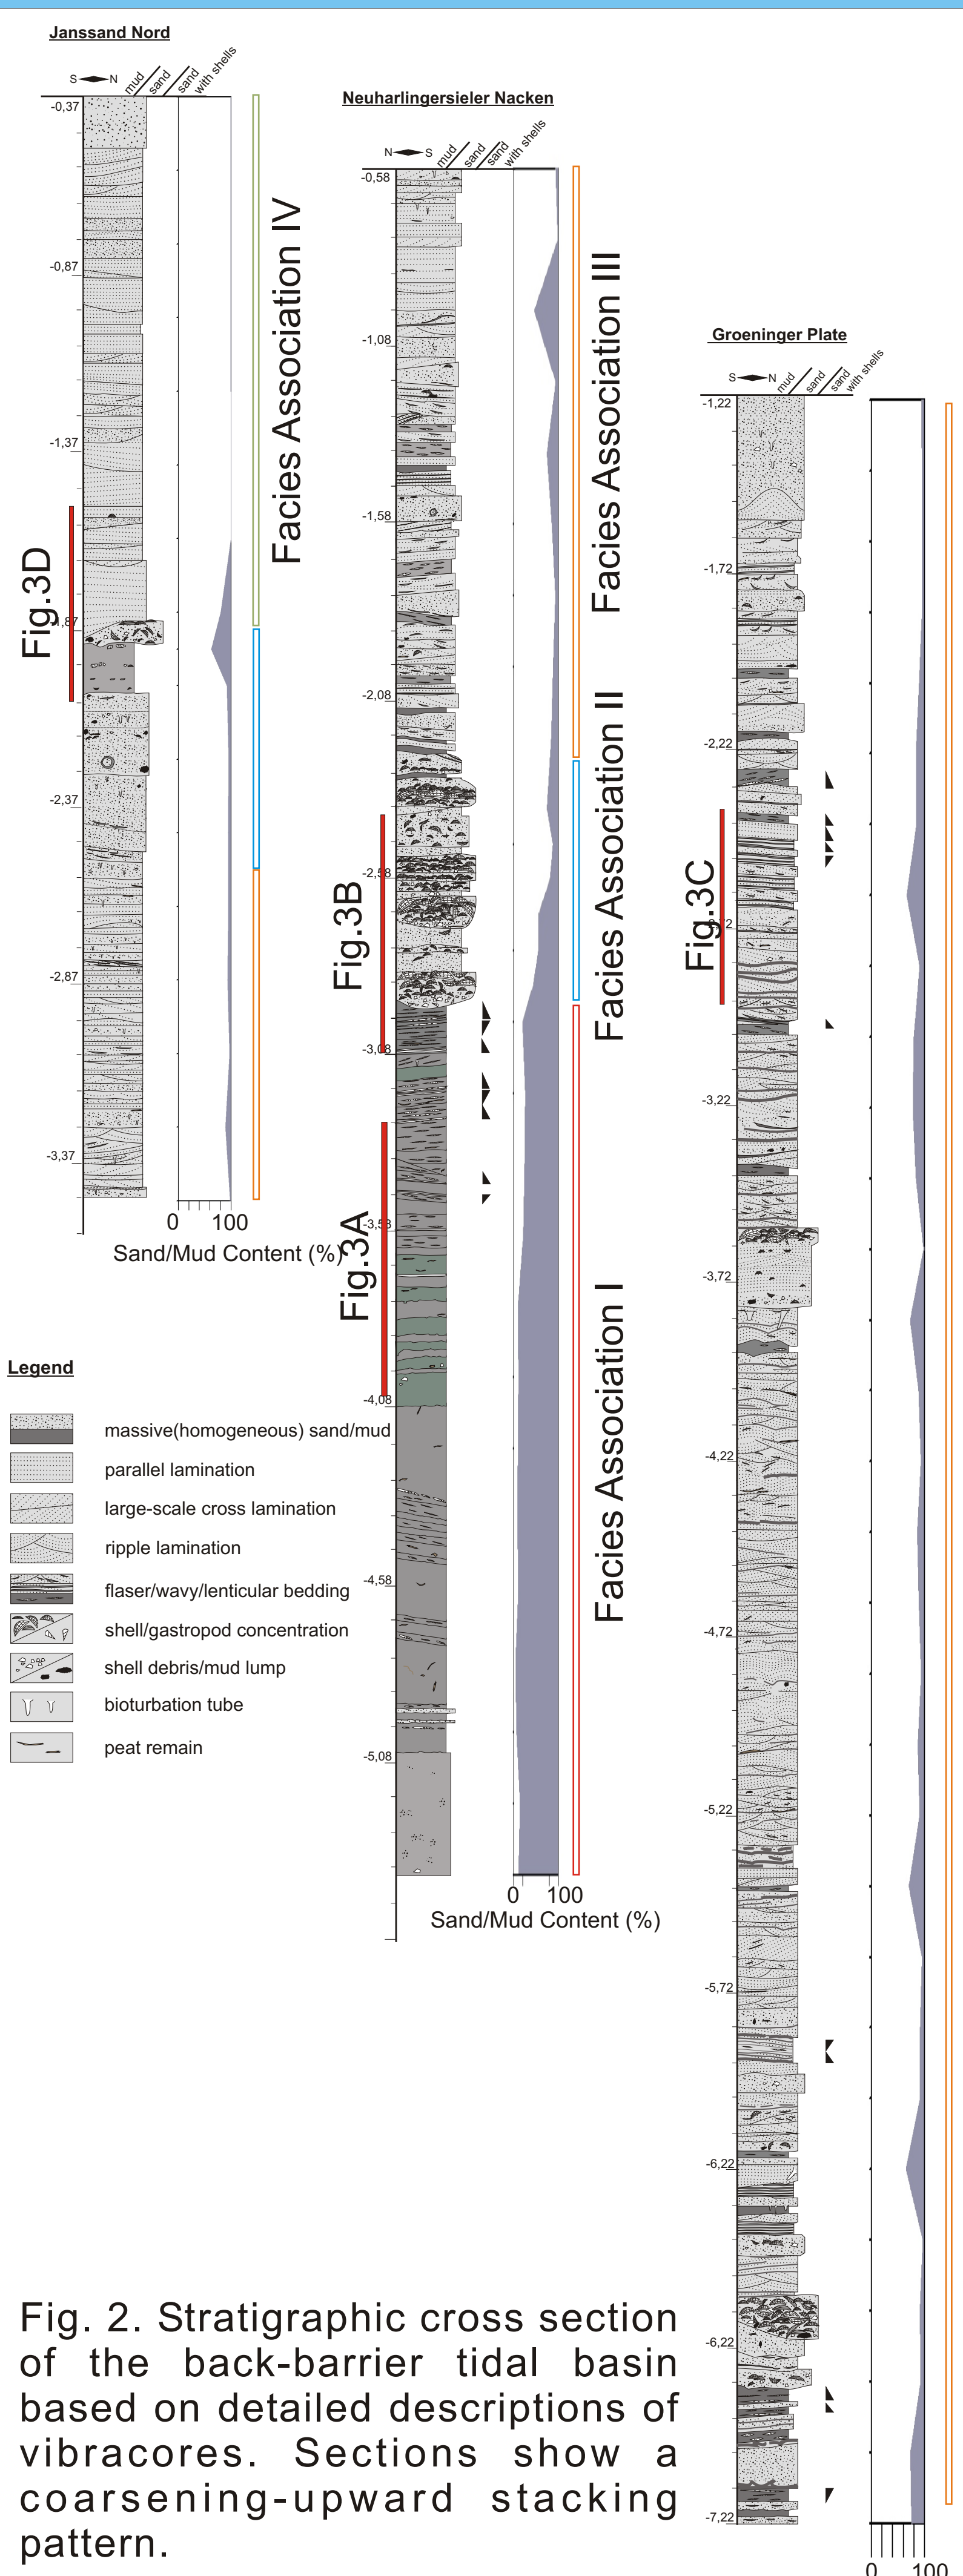 Janssand Nord
S N mud sand sand with shells
-0,37
-0,87
-1,37
1,87
-2,37
-2,87
-3,37
0 100
Sand/Mud Content (%)
Fig.3D
Facies Association IV
Neuharlingersieler Nacken
N S mud sand sand with shells
-0,58
-1,08
-1,58
-2,08
-2,58
-3,08
-3,58
-4,08
-4,58
-5,08
0 100
Sand/Mud Content (%)
Fig.3B
Fig.3A
Facies Association III
Facies Association II
Facies Association I
Groeninger Plate
S N mud sand sand with shells
-1,22
-1,72
-2,22
-2,72
-3,22
-3,72
-4,22
-4,72
-5,22
-5,72
-6,22
-6,22
-7,22
0 100
Fig.3C
Legend
massive(homogeneous) sand/mud
parallel lamination
large-scale cross lamination
ripple lamination
flaser/wavy/lenticular bedding
shell/gastropod concentration
shell debris/mud lump
bioturbation tube
peat remain
Fig. 2. Stratigraphic cross section
of the back-barrier tidal basin
based on detailed descriptions of
vibracores. Sections show a
coarsening-upward stacking
pattern.